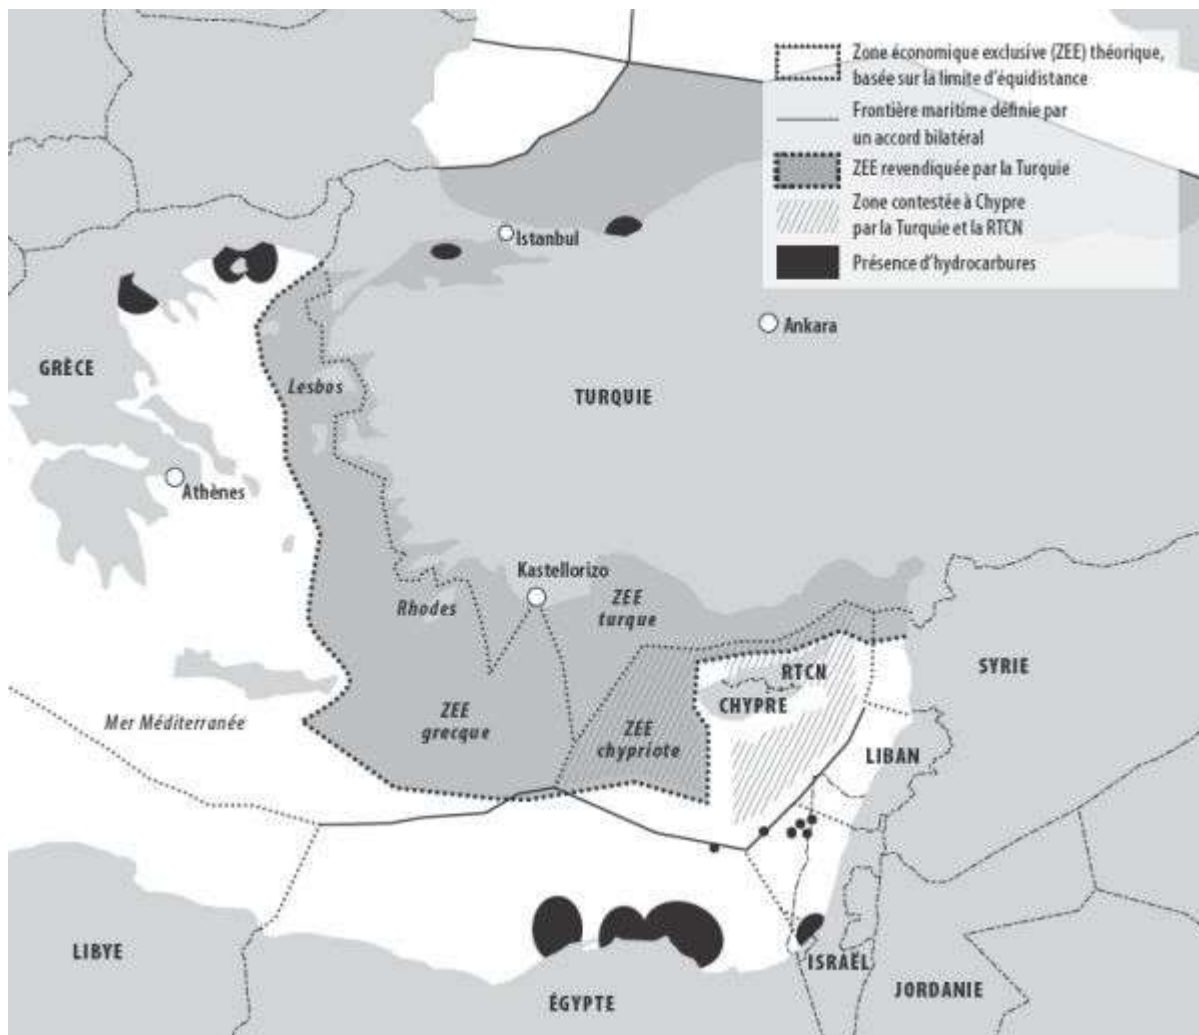 Zone économique exclusive (ZEE) théorique,
basée sur la limite d'équidistance
Frontière maritime définie par
un accord bilatéral
ZEE revendiquée par la Turquie
Zone contestée à Chypre
par la Turquie et la RTCN
Présence d'hydrocarbures
Istanbul
Ankara
GRÈCE
Lesbos
TURQUIE
Athènes
Kastellorizo
Rhodes
ZEE
turque
RTCN
SYRIE
CHYPRE
ZEE
grecque
Mer Méditerranée
ZEE
chypriote
LIBAN
LIBYE
ISRAËL
ÉGYPTE
JORDANIE